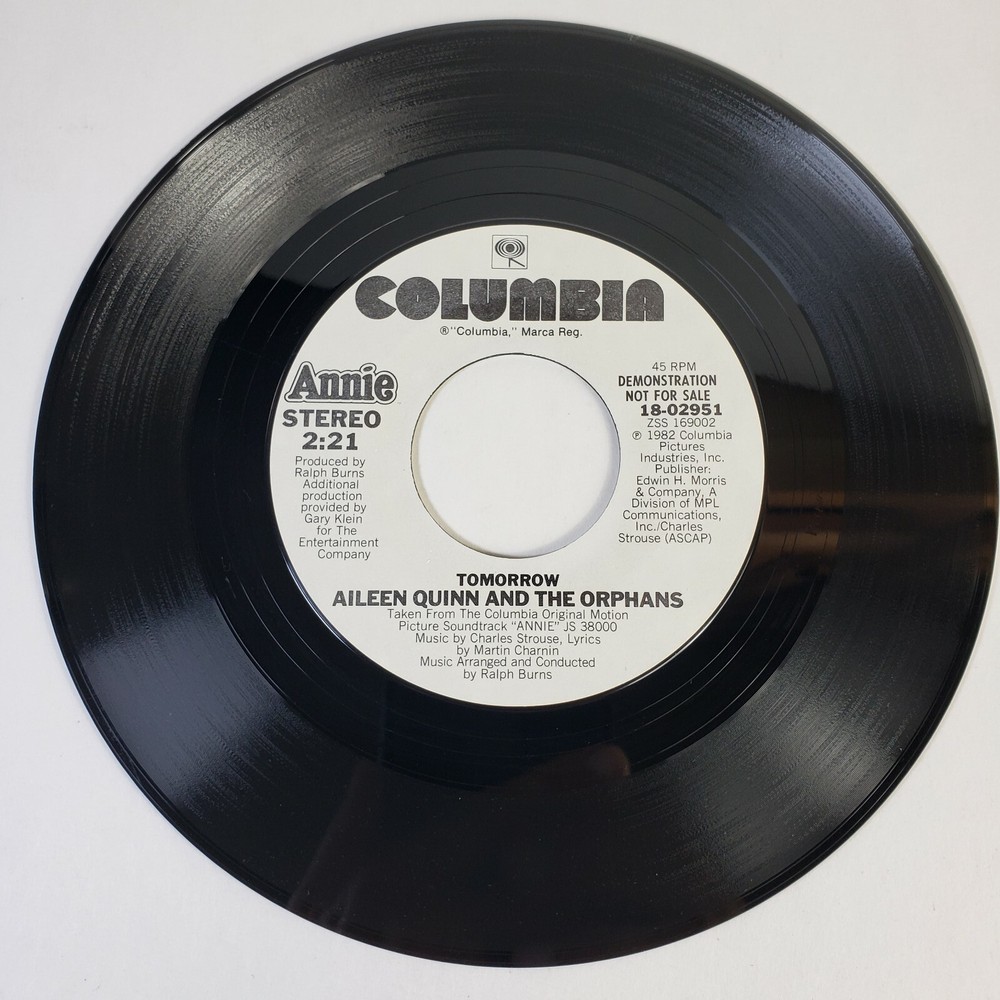 COLUMBIA
®"Columbia," Marca Reg.
Annie
STEREO
2:21
Produced by
Ralph Burns
Additional
production
provided by
Gary Klein
for The
Entertainment
Company
45 RPM
DEMONSTRATION
NOT FOR SALE
18-02951
ZSS 169002
℗ 1982 Columbia
Pictures
Industries, Inc.
Publisher:
Edwin H. Morris
& Company, A
Division of MPL
Communications,
Inc./Charles
Strouse (ASCAP)
TOMORROW
AILEEN QUINN AND THE ORPHANS
Taken From The Columbia Original Motion
Picture Soundtrack "ANNIE" JS 38000
Music by Charles Strouse, Lyrics
by Martin Charnin
Music Arranged and Conducted
by Ralph Burns